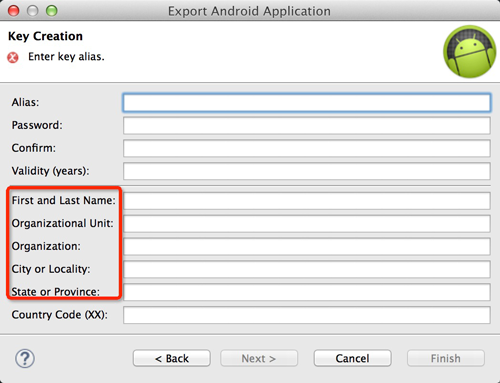 Export Android Application
Key Creation
Enter key alias.
Alias:
Password:
Confirm:
Validity (years):
First and Last Name:
Organizational Unit:
Organization:
City or Locality:
State or Province:
Country Code (XX):
? < Back Next > Cancel Finish